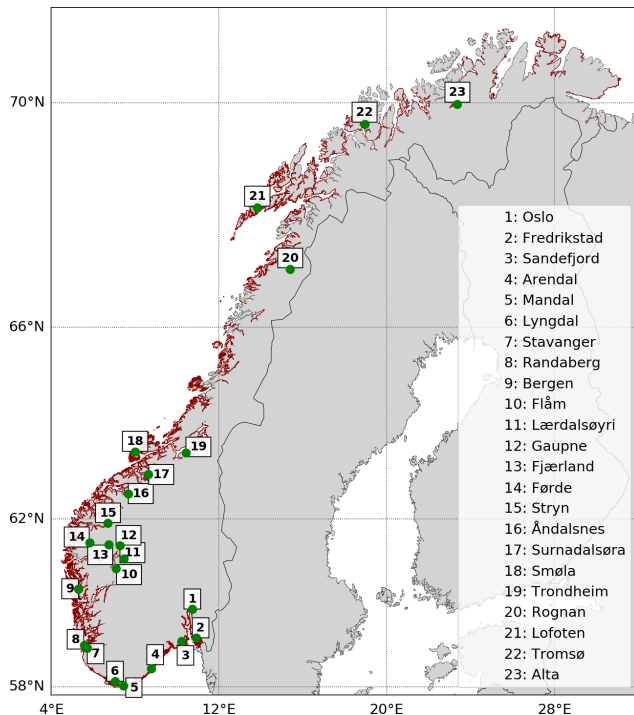 23
22
70°N
21
20
66°N
18
19
17
16
15
62°N
14
12
13
11
10
9
1
2
8
7
3
4
6
5
58°N
4°E
12°E
20°E
28°E
1: Oslo
2: Fredrikstad
3: Sandefjord
4: Arendal
5: Mandal
6: Lyngdal
7: Stavanger
8: Randaberg
9: Bergen
10: Flåm
11: Lærdalsøyri
12: Gaupne
13: Fjærland
14: Førde
15: Stryn
16: Åndalsnes
17: Surnadalsøra
18: Smøla
19: Trondheim
20: Rognan
21: Lofoten
22: Tromsø
23: Alta